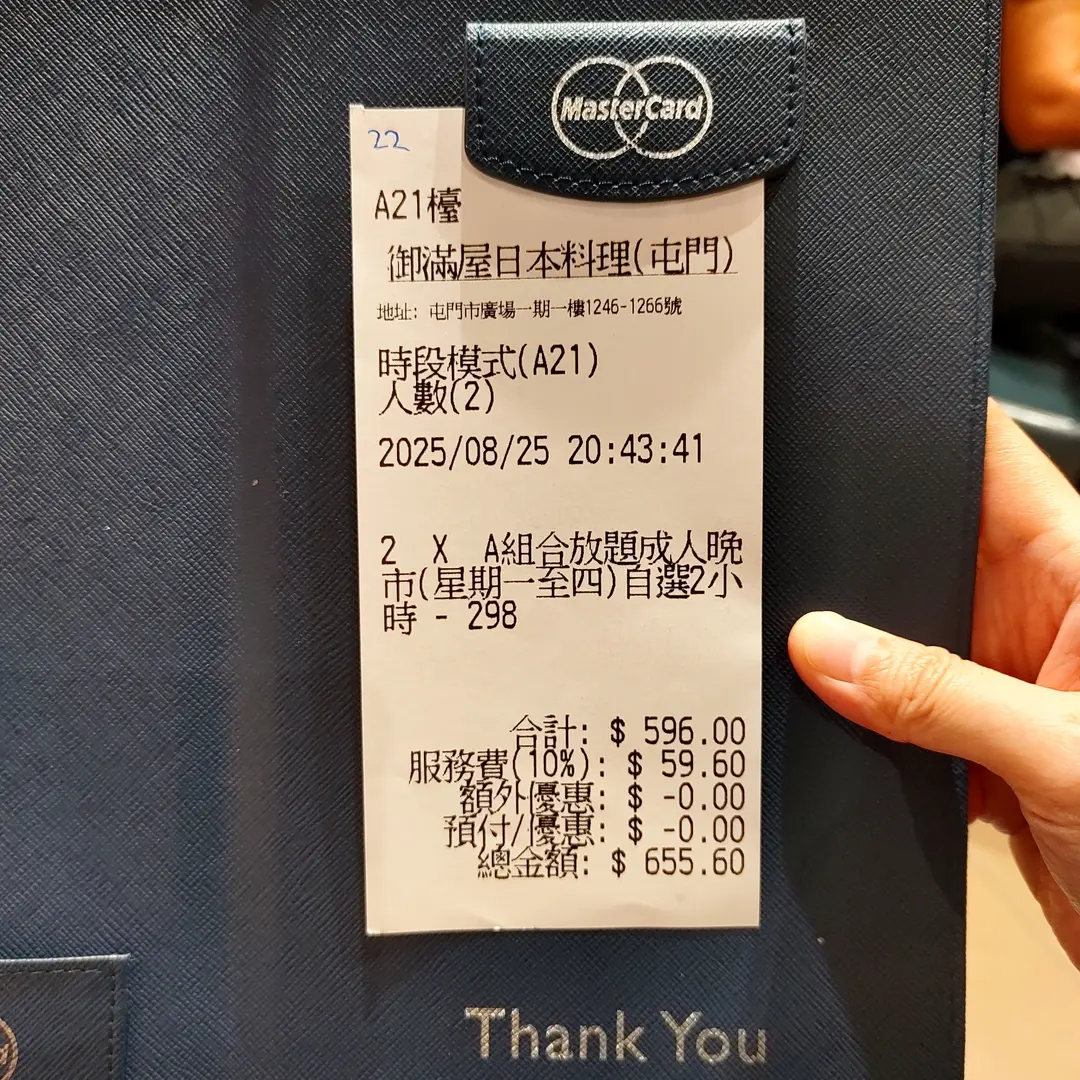 MasterCard
22
A21檯
御滿屋日本料理(屯門)
地址: 屯門市廣場一期一樓1246-1266號
時段模式(A21)
人數(2)
2025/08/25 20:43:41
2 X A組合放題成人晚
市(星期一至四)自選2小
時 - 298
合計: $ 596.00
服務費(10%): $ 59.60
額外優惠: $ -0.00
預付/優惠: $ -0.00
總金額: $ 655.60
Thank You